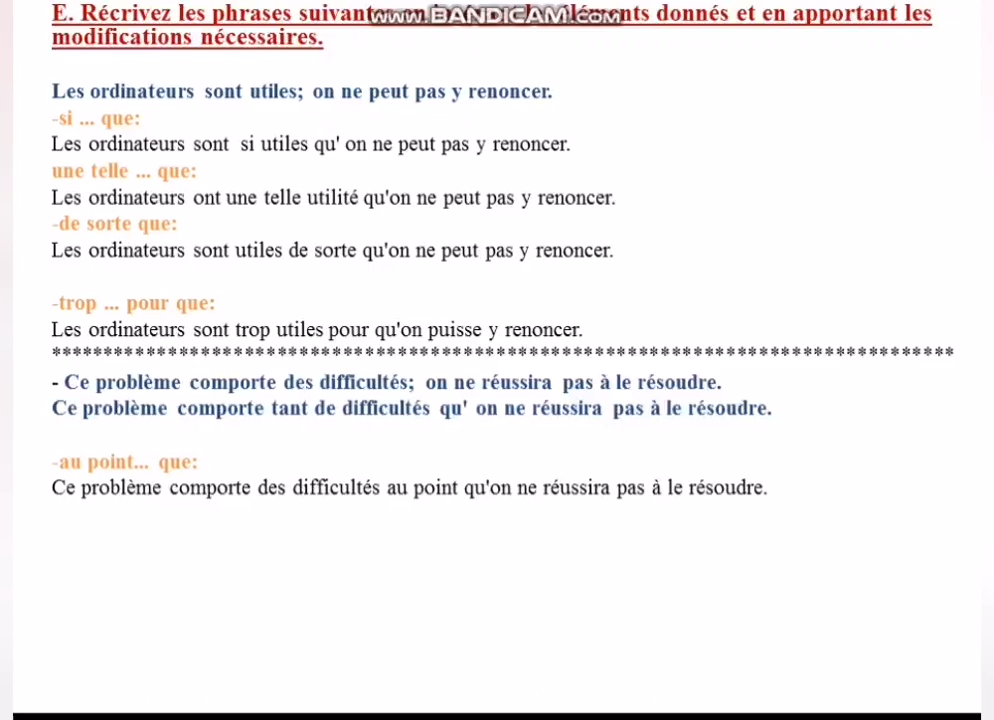 E. Récrivez les phrases suivantes donnés et en apportant les
www.BANDICAM.com
modifications nécessaires.
Les ordinateurs sont utiles; on ne peut pas y renoncer.
-si ... que:
Les ordinateurs sont si utiles qu' on ne peut pas y renoncer.
une telle ... que:
Les ordinateurs ont une telle utilité qu'on ne peut pas y renoncer.
-de sorte que:
Les ordinateurs sont utiles de sorte qu'on ne peut pas y renoncer.
-trop ... pour que:
Les ordinateurs sont trop utiles pour qu'on puisse y renoncer.
*************************************************************************************
- Ce problème comporte des difficultés; on ne réussira pas à le résoudre.
Ce problème comporte tant de difficultés qu' on ne réussira pas à le résoudre.
-au point... que:
Ce problème comporte des difficultés au point qu'on ne réussira pas à le résoudre.